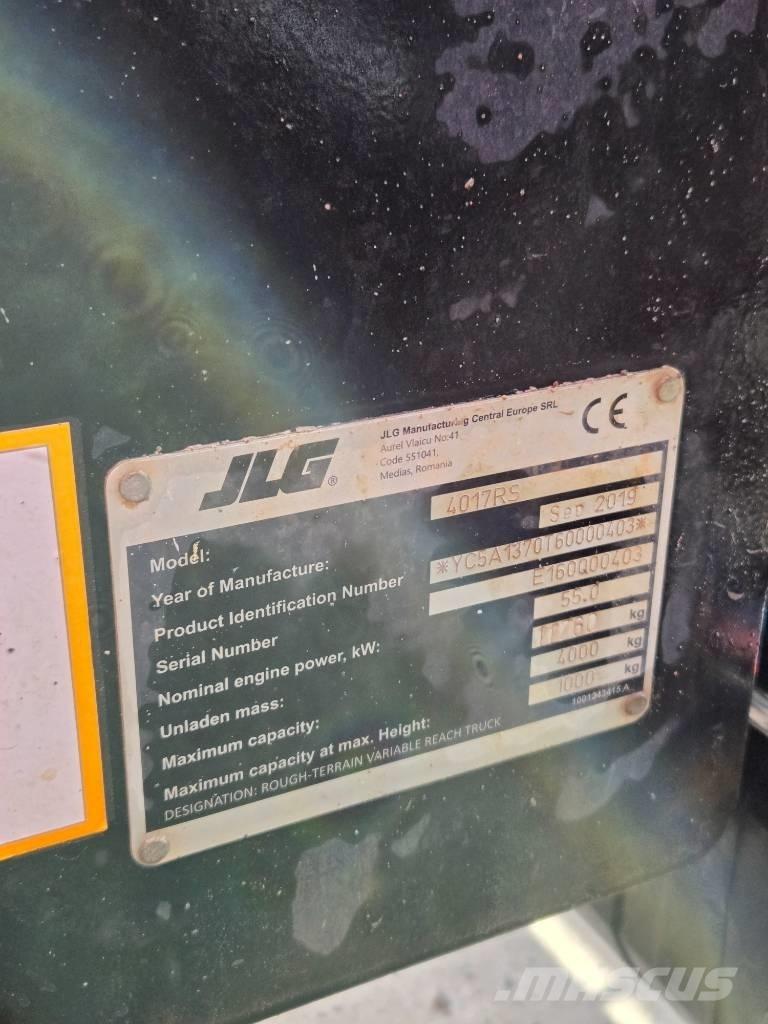 JLG®
JLG Manufacturing Central Europe SRL
Aurel Vlaicu No:41
Code 551041,
Medias, Romania
CE
Model: 4017RS
Year of Manufacture: Sep 2019
Product Identification Number *YC5A1370T60000403*
Serial Number E160Q00403
Nominal engine power, kW: 55.0
Unladen mass: kg
Maximum capacity: 4000 kg
Maximum capacity at max. Height: 1000
DESIGNATION: ROUGH-TERRAIN VARIABLE REACH TRUCK
1001243415 A
MASCUS